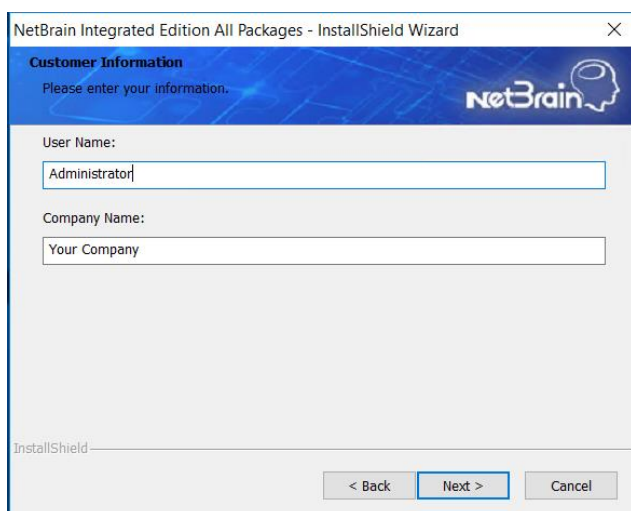 NetBrain Integrated Edition All Packages - InstallShield Wizard
Customer Information
Please enter your information.
NetBrain
User Name:
Administrator
Company Name:
Your Company
InstallShield
< Back Next > Cancel